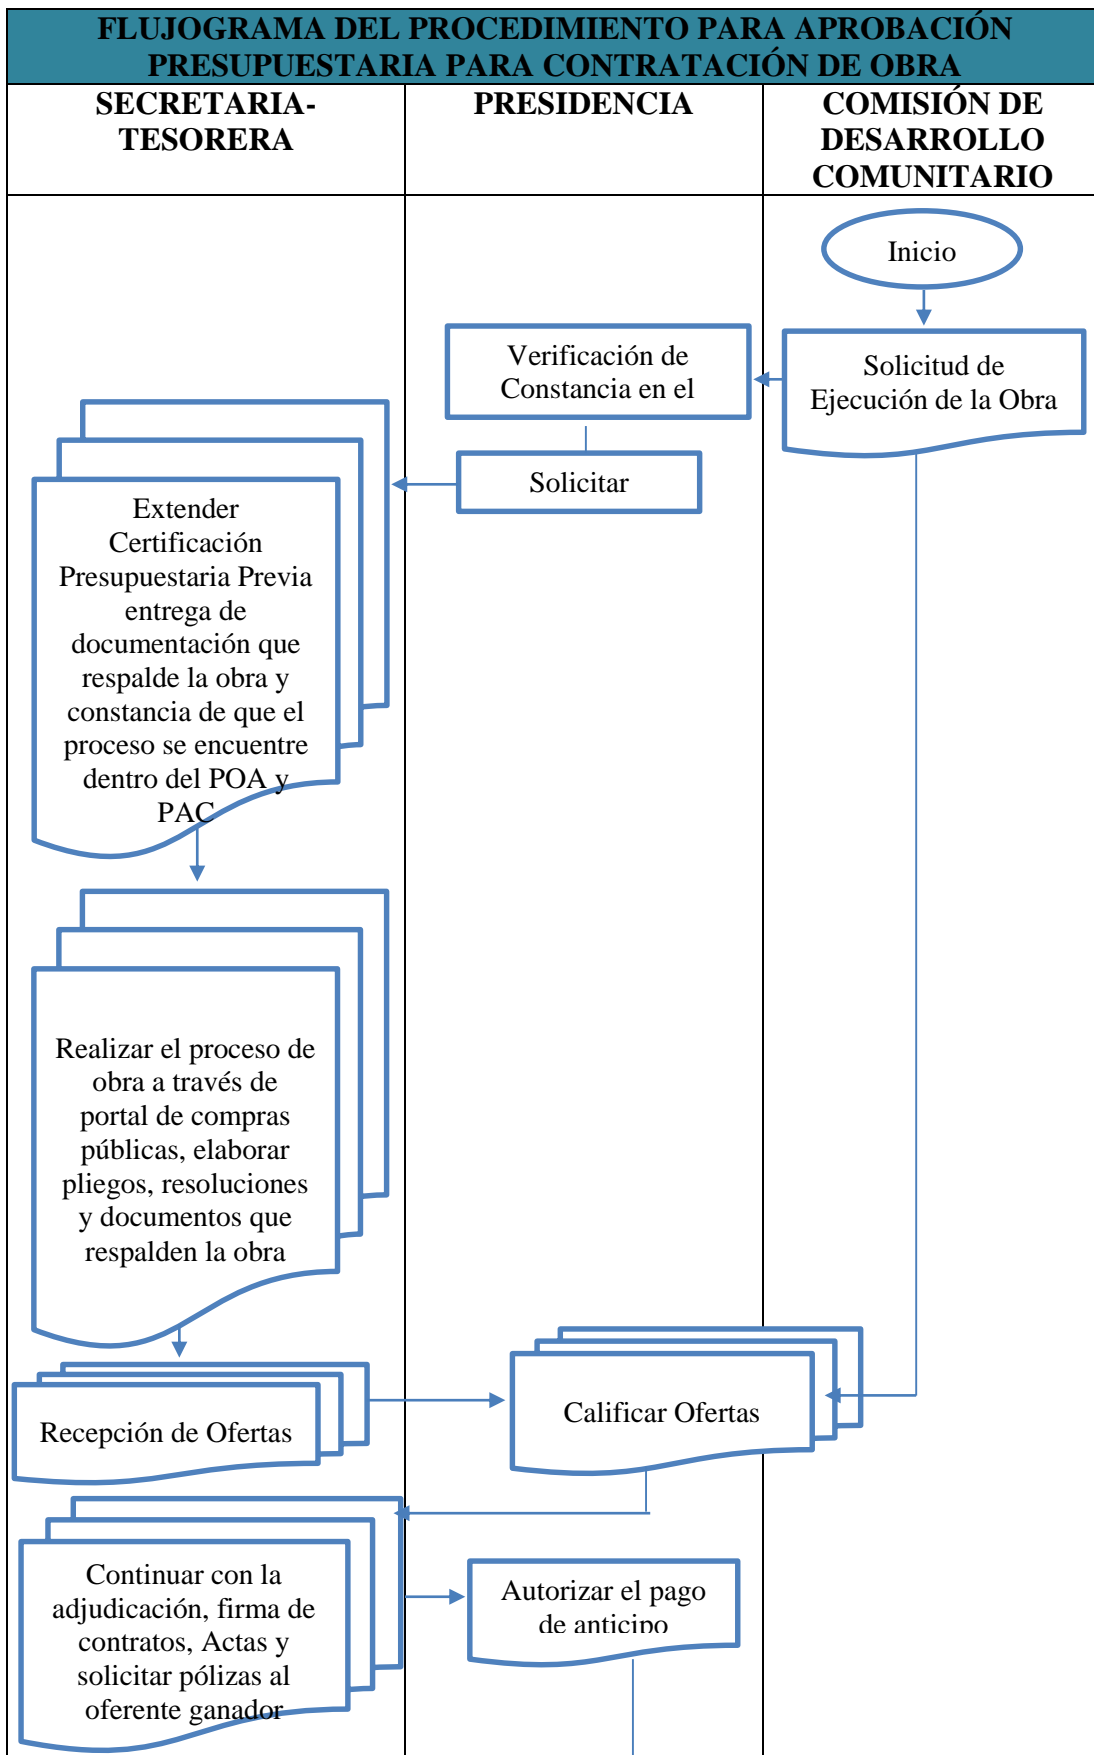 FLUJOGRAMA DEL PROCEDIMIENTO PARA APROBACIÓN
PRESUPUESTARIA PARA CONTRATACIÓN DE OBRA
SECRETARIA-
TESORERA
PRESIDENCIA
COMISIÓN DE
DESARROLLO
COMUNITARIO
Inicio
Solicitud de
Ejecución de la Obra
Verificación de
Constancia en el
Solicitar
Extender
Certificación
Presupuestaria Previa
entrega de
documentación que
respalde la obra y
constancia de que el
proceso se encuentre
dentro del POA y
PAC
Realizar el proceso de
obra a través de
portal de compras
públicas, elaborar
pliegos, resoluciones
y documentos que
respalden la obra
Recepción de Ofertas
Calificar Ofertas
Continuar con la
adjudicación, firma de
contratos, Actas y
solicitar pólizas al
oferente ganador
Autorizar el pago
de anticipo